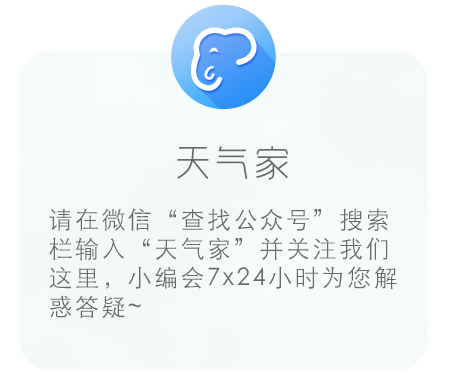 天气家
请在微信“查找公众号”搜索
栏输入“天气家”并关注我们
这里，小编会7x24小时为您解
惑答疑~